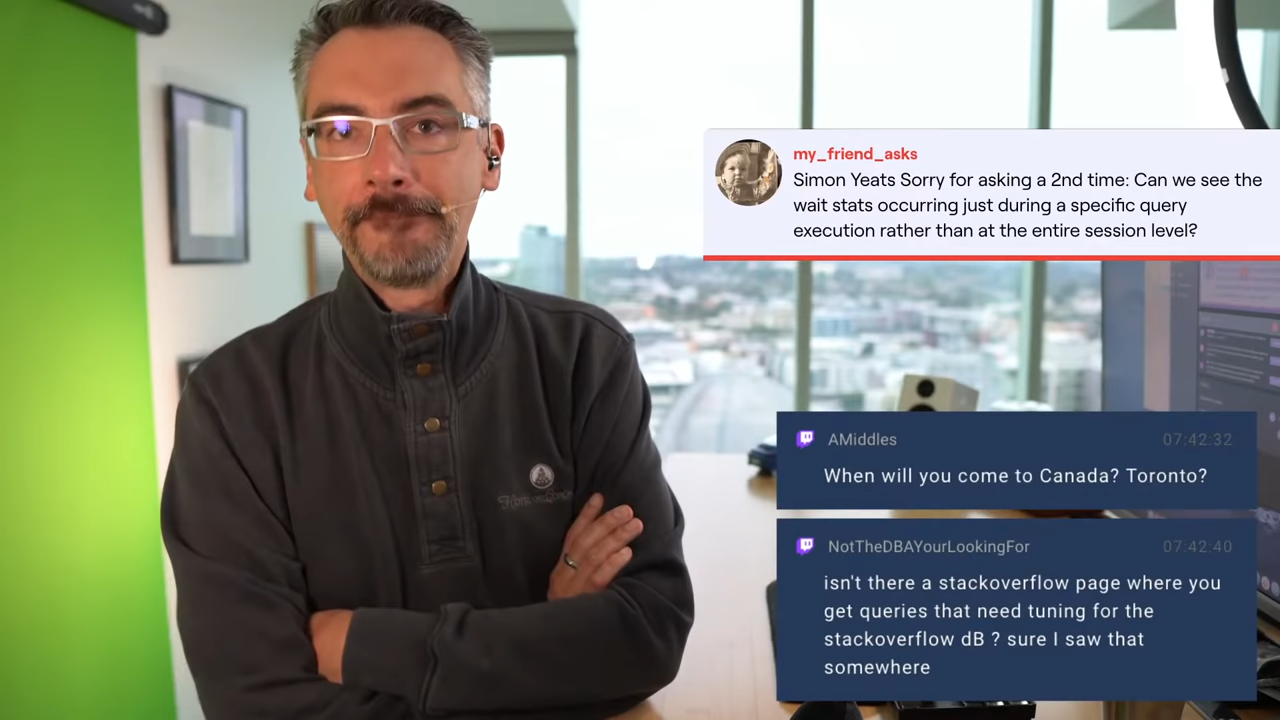 my_friend_asks
Simon Yeats Sorry for asking a 2nd time: Can we see the
wait stats occurring just during a specific query
execution rather than at the entire session level?
AMiddles 07:42:32
When will you come to Canada? Toronto?
NotTheDBAYourLookingFor 07:42:40
isn't there a stackoverflow page where you
get queries that need tuning for the
stackoverflow dB ? sure I saw that
somewhere